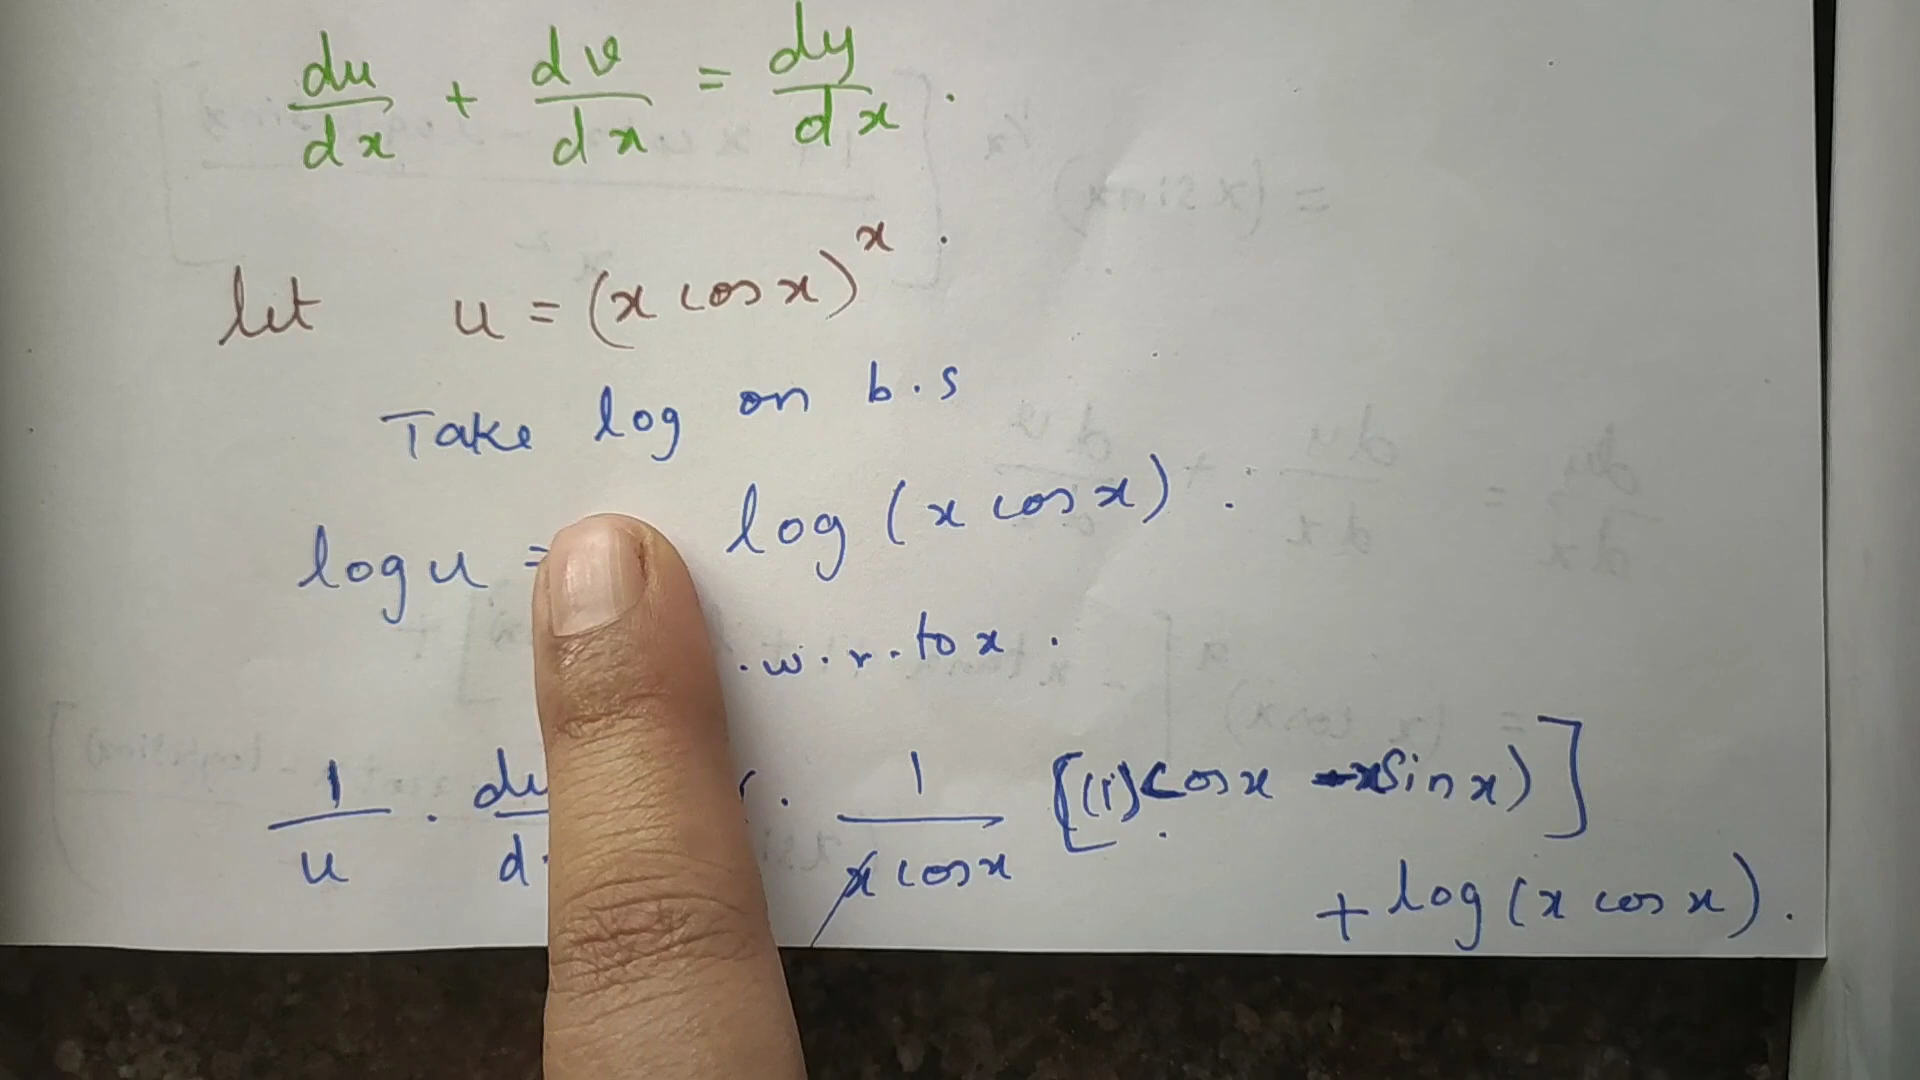 du/dx + dv/dx = dy/dx .
let u = (x cos x)^x .
Take log on b.s
log u = log (x cos x) .
. w . r . to x .
1/u . du/d . 1/(x cos x) [(1) cos x - x sin x)]
+ log (x cos x) .